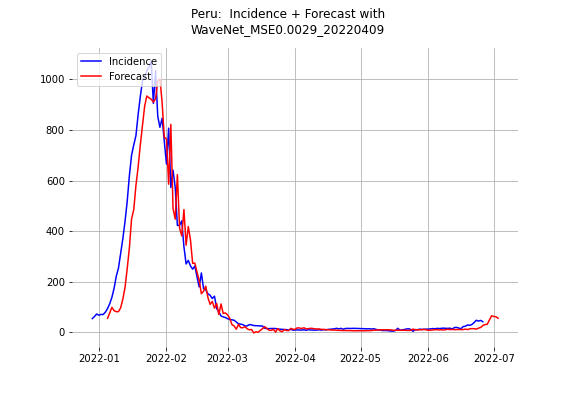 Peru: Incidence + Forecast with
WaveNet_MSE0.0029_20220409
Incidence
Forecast
1000
800
600
400
200
0
2022-01 2022-02 2022-03 2022-04 2022-05 2022-06 2022-07